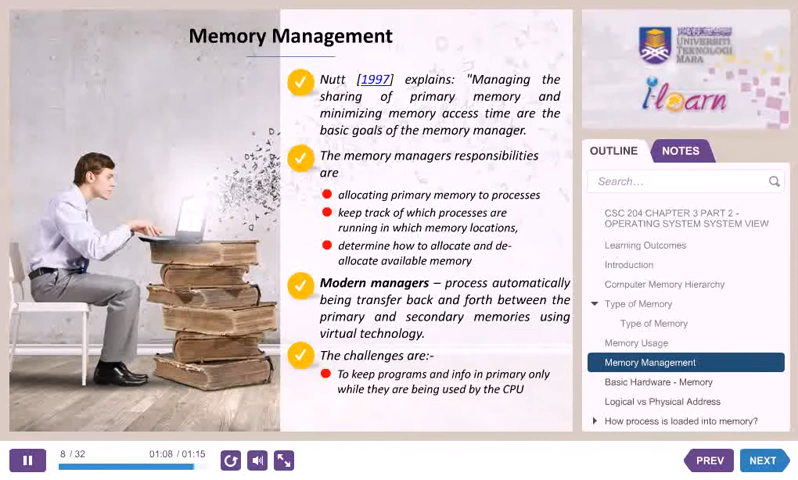 Memory Management
Nutt [1997] explains: "Managing the
sharing of primary memory and
minimizing memory access time are the
basic goals of the memory manager.
The memory managers responsibilities
are
allocating primary memory to processes
keep track of which processes are
running in which memory locations,
determine how to allocate and de-
allocate available memory
Modern managers – process automatically
being transfer back and forth between the
primary and secondary memories using
virtual technology.
The challenges are:-
To keep programs and info in primary only
while they are being used by the CPU
UNIVERSITI
TEKNOLOGI
MARA
i-learn
OUTLINE
NOTES
Search...
CSC 204 CHAPTER 3 PART 2 -
OPERATING SYSTEM SYSTEM VIEW
Learning Outcomes
Introduction
Computer Memory Hierarchy
Type of Memory
Type of Memory
Memory Usage
Memory Management
Basic Hardware - Memory
Logical vs Physical Address
How process is loaded into memory?
8 / 32
01:08 / 01:15
PREV
NEXT